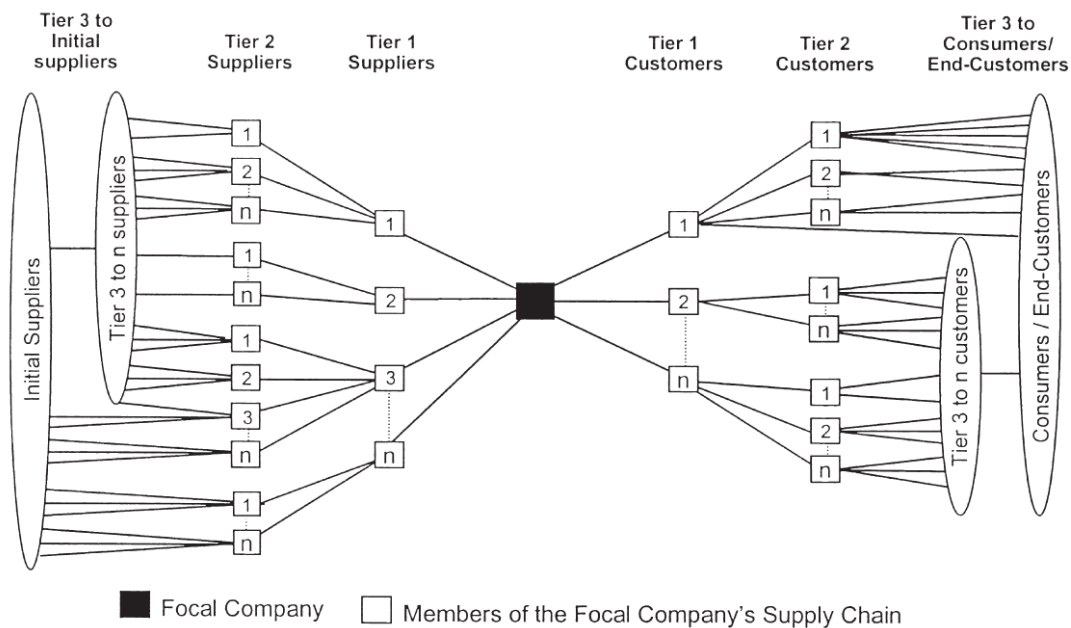 Tier 3 to
Initial
suppliers
Tier 2
Suppliers
Tier 1
Suppliers
Tier 1
Customers
Tier 2
Customers
Tier 3 to
Consumers/
End-Customers
Initial Suppliers
Tier 3 to n suppliers
1
2
n
1
n
1
2
3
n
1
n
1
2
3
n
1
2
n
1
2
n
1
n
1
2
n
Tier 3 to n customers
Consumers / End-Customers
Focal Company
Members of the Focal Company's Supply Chain